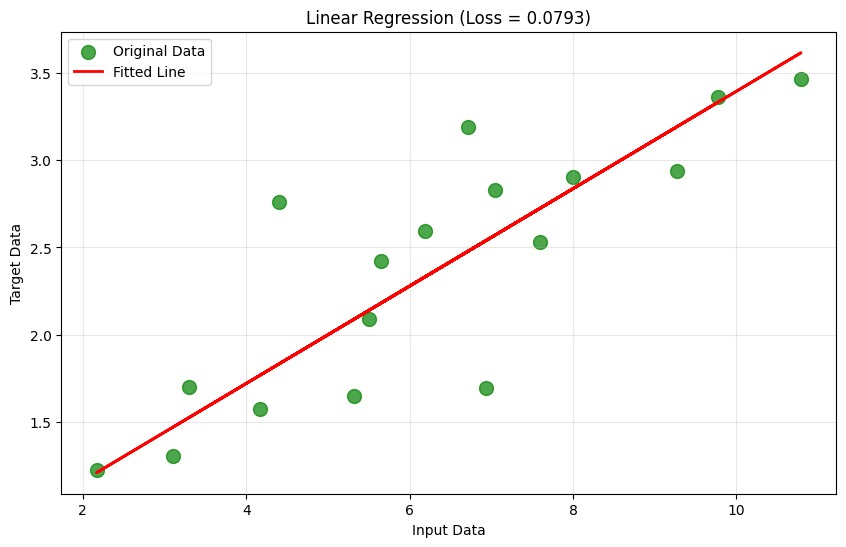 Linear Regression (Loss = 0.0793)
Original Data
Fitted Line
3.5
3.0
2.5
2.0
1.5
Target Data
2
4
6
8
10
Input Data